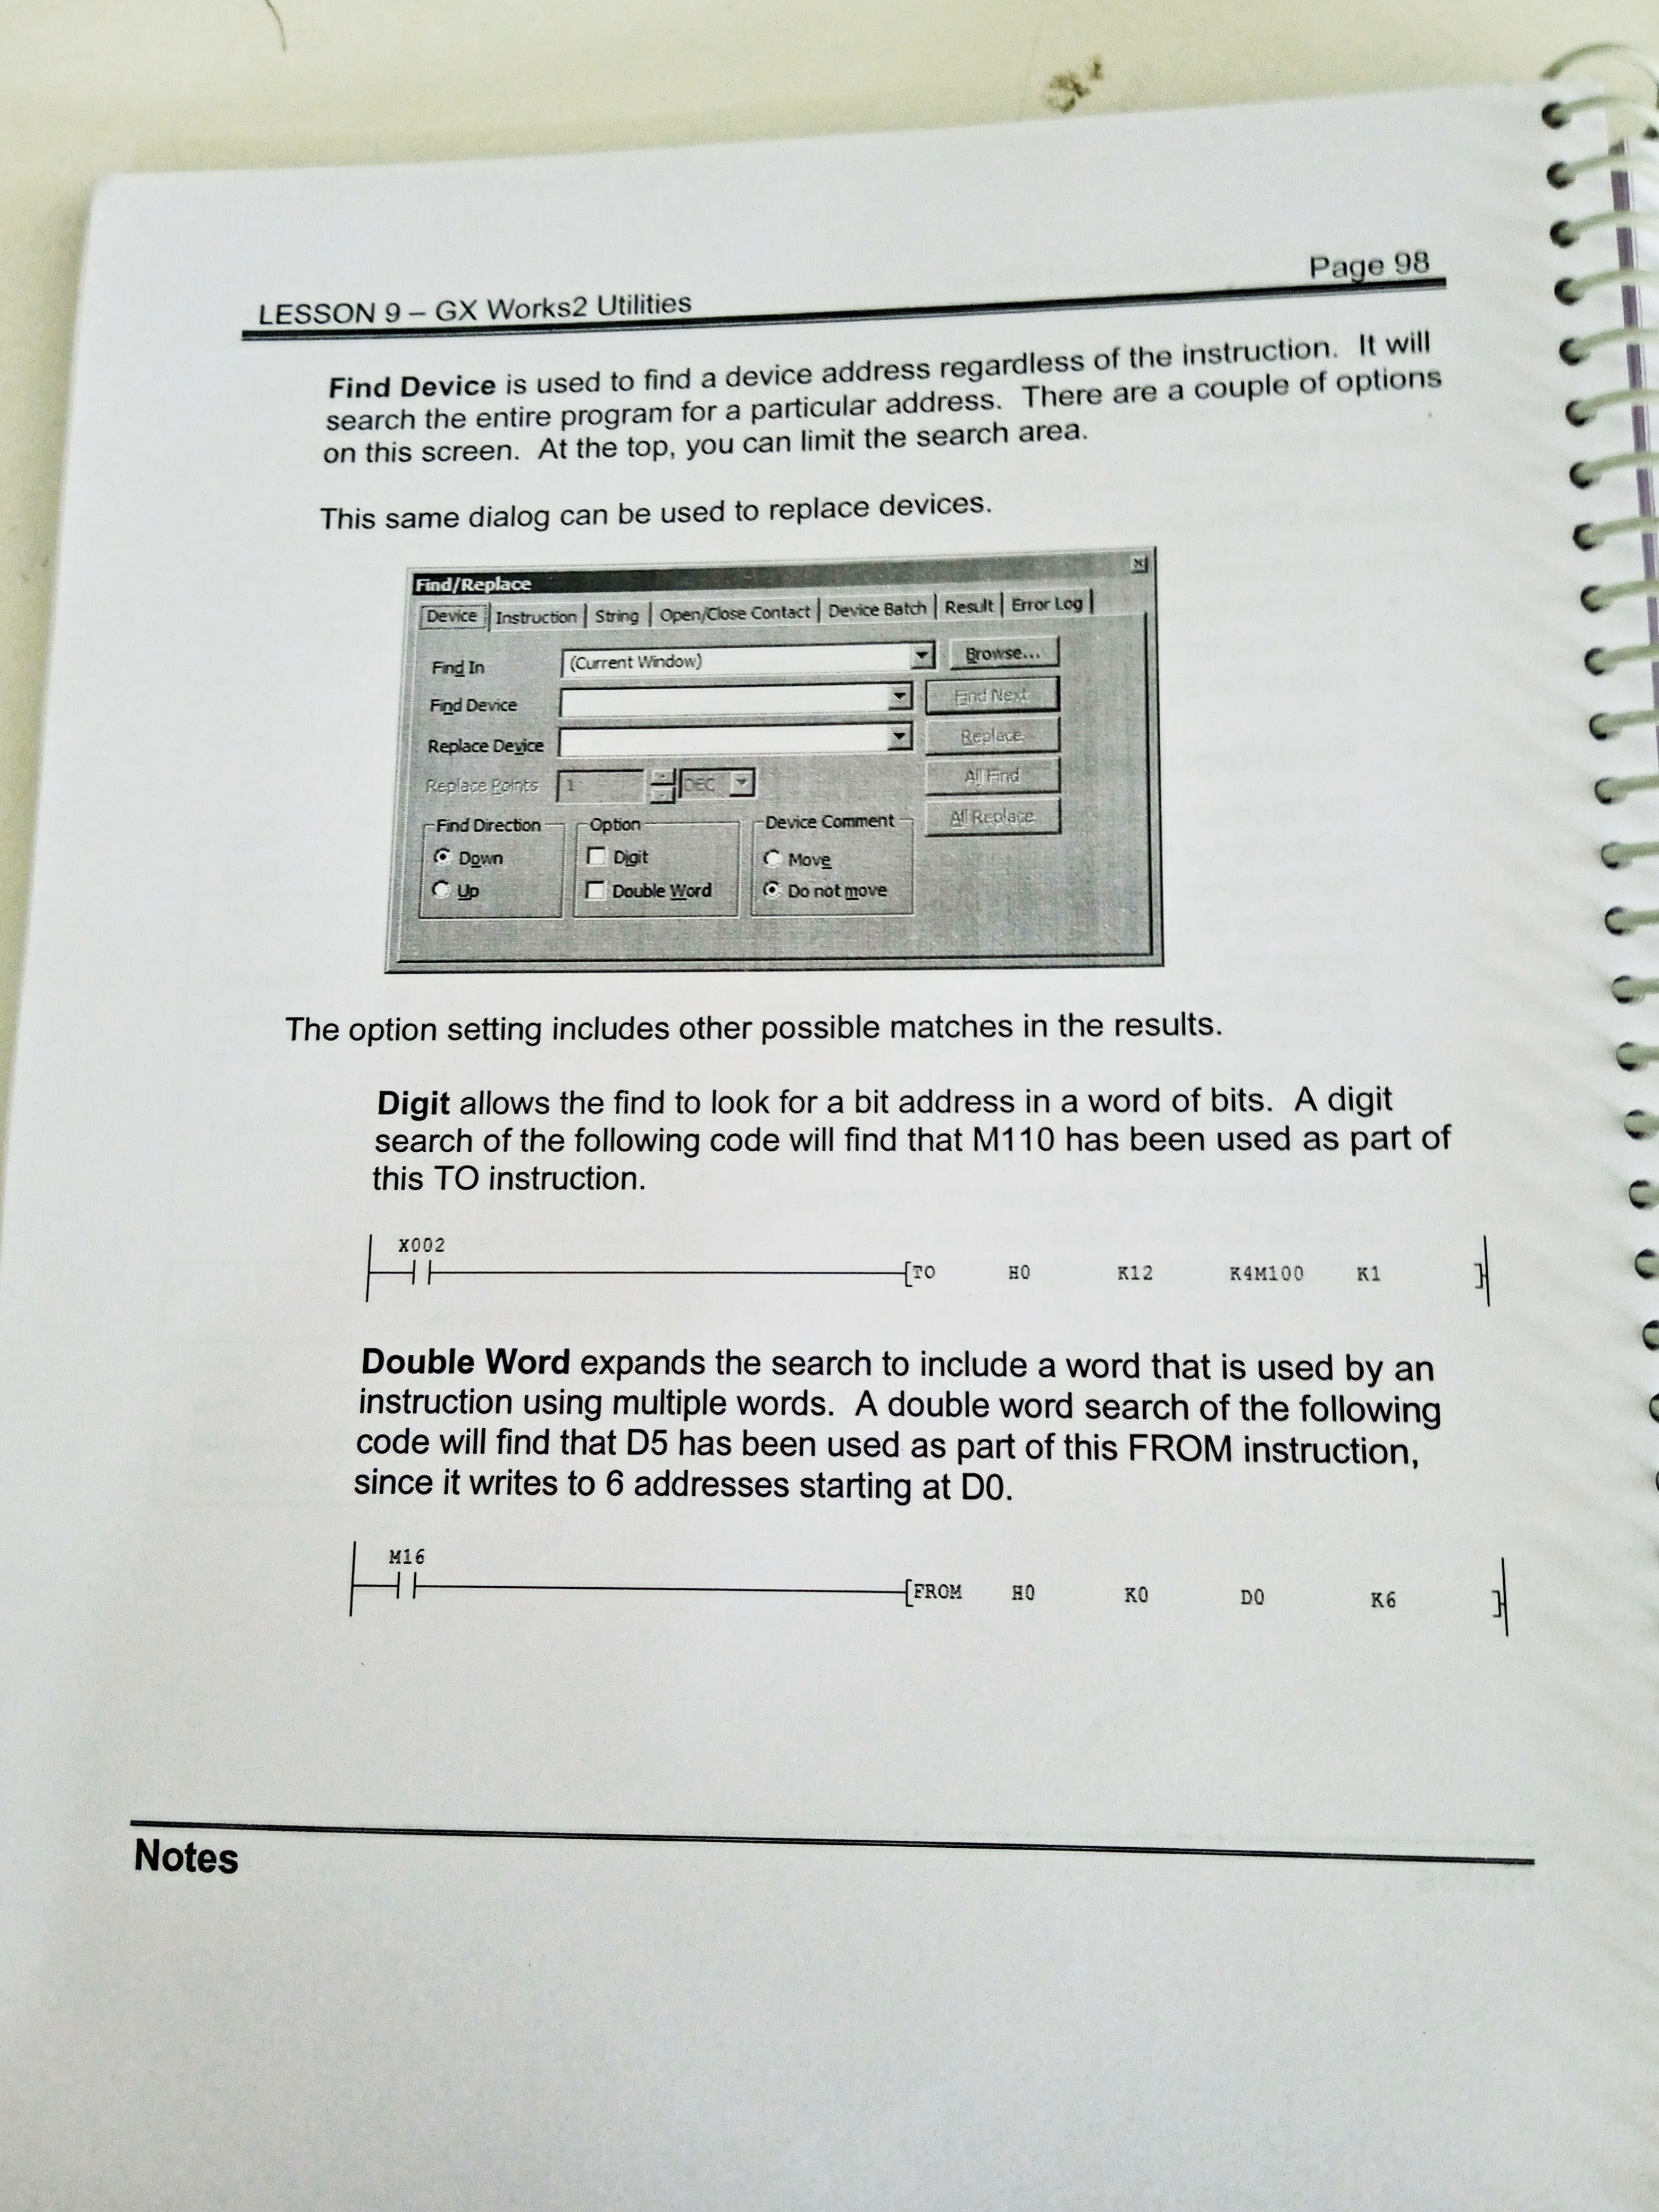 Page 98
LESSON 9 – GX Works2 Utilities
Find Device is used to find a device address regardless of the instruction. It will
search the entire program for a particular address. There are a couple of options
on this screen. At the top, you can limit the search area.
This same dialog can be used to replace devices.
Find/Replace
Device Instruction String Open/Close Contact Device Batch Result Error Log
Find In (Current Window) Browse...
Find Device Find Next
Replace Device Replace
Replace Points 1 DEC All Find
All Replace
Find Direction Option Device Comment
Down Digit Move
Up Double Word Do not move
The option setting includes other possible matches in the results.
Digit allows the find to look for a bit address in a word of bits. A digit
search of the following code will find that M110 has been used as part of
this TO instruction.
X002
[TO H0 K12 K4M100 K1 ]
Double Word expands the search to include a word that is used by an
instruction using multiple words. A double word search of the following
code will find that D5 has been used as part of this FROM instruction,
since it writes to 6 addresses starting at D0.
M16
[FROM H0 K0 D0 K6 ]
Notes